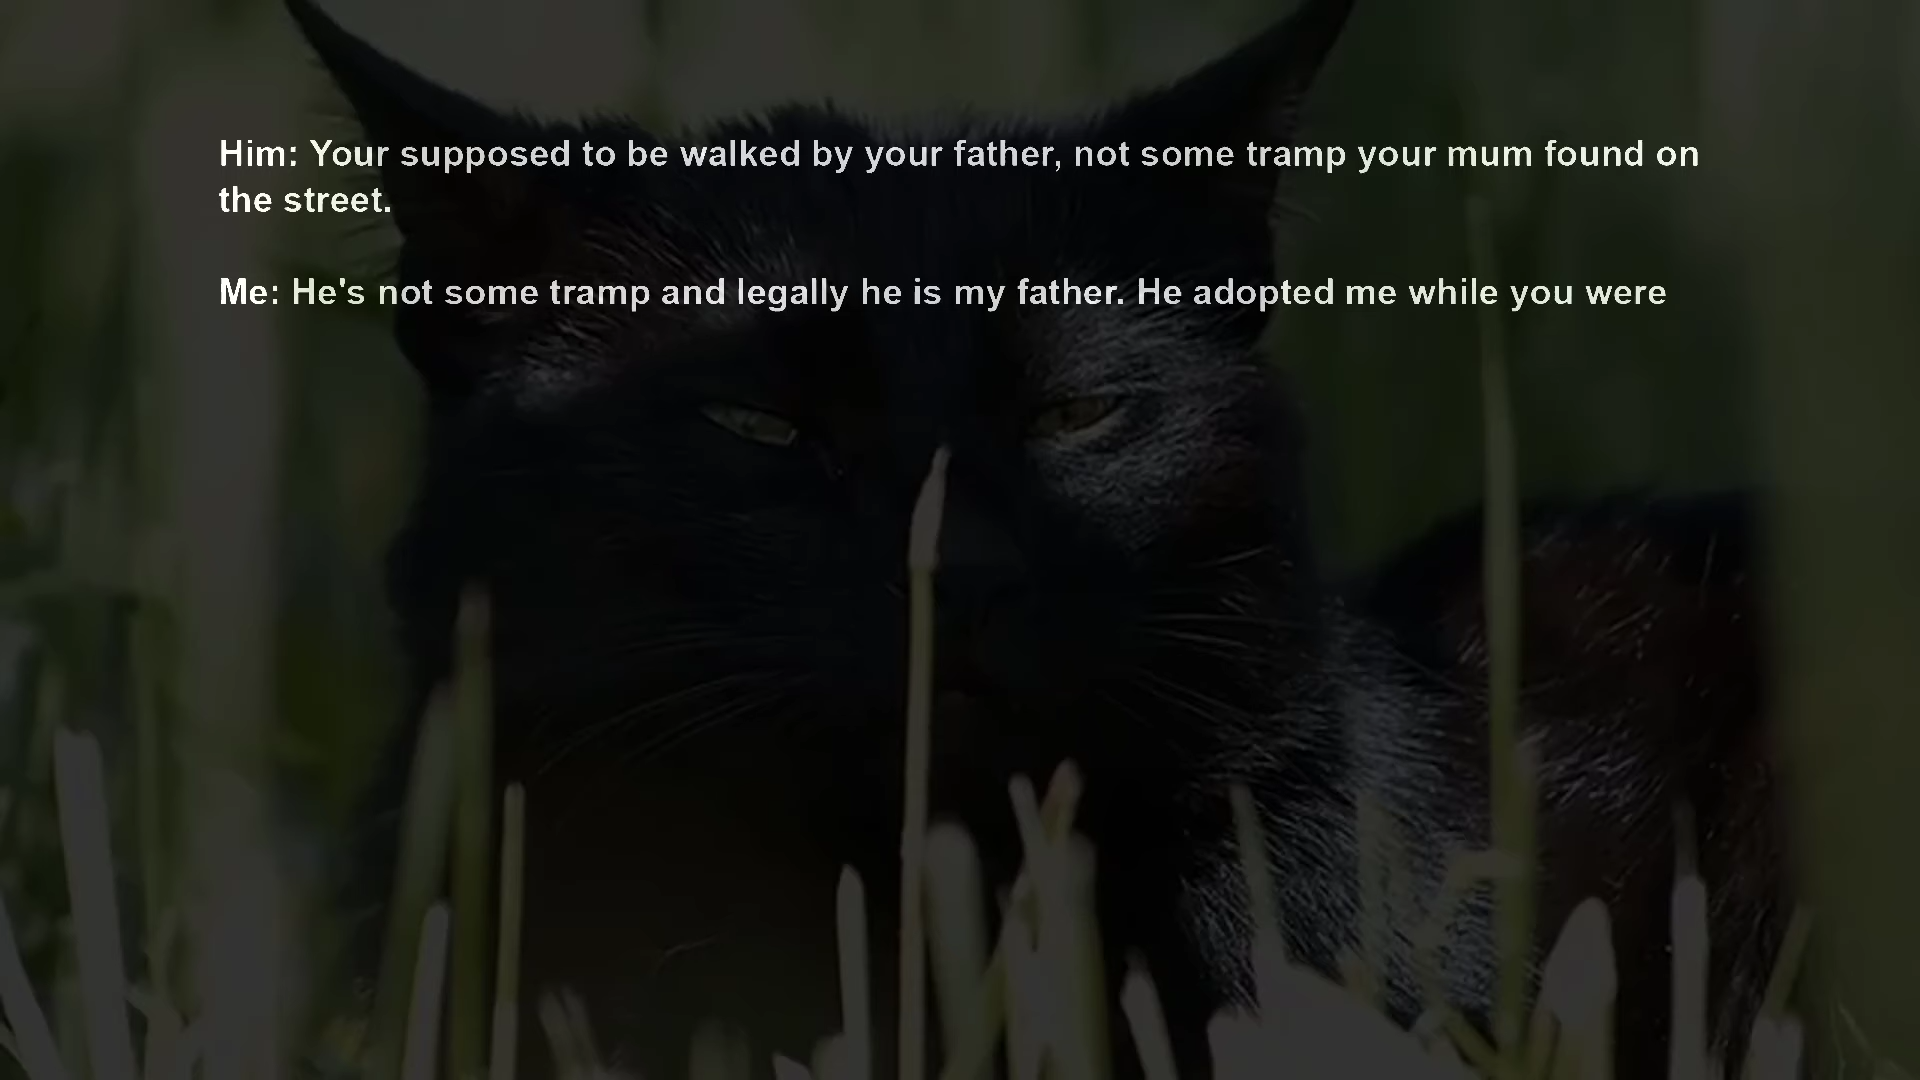 Him: Your supposed to be walked by your father, not some tramp your mum found on
the street.
Me: He's not some tramp and legally he is my father. He adopted me while you were